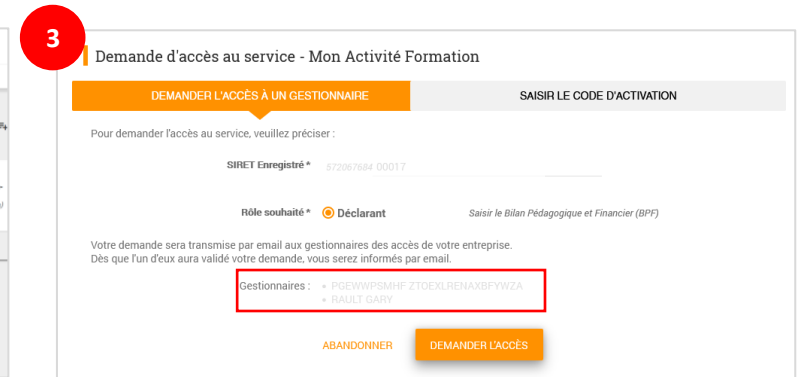 3
Demande d'accès au service - Mon Activité Formation
DEMANDER L'ACCÈS À UN GESTIONNAIRE
SAISIR LE CODE D'ACTIVATION
Pour demander l'accès au service, veuillez préciser :
SIRET Enregistré * 872067684 00017
Rôle souhaité * Déclarant Saisir le Bilan Pédagogique et Financier (BPF)
Votre demande sera transmise par email aux gestionnaires des accès de votre entreprise.
Dès que l'un d'eux aura validé votre demande, vous serez informés par email.
Gestionnaires : • PGEWWPSMHF ZTOEXLRENAXBFYWZA
• RAULT GARY
ABANDONNER DEMANDER L'ACCÈS